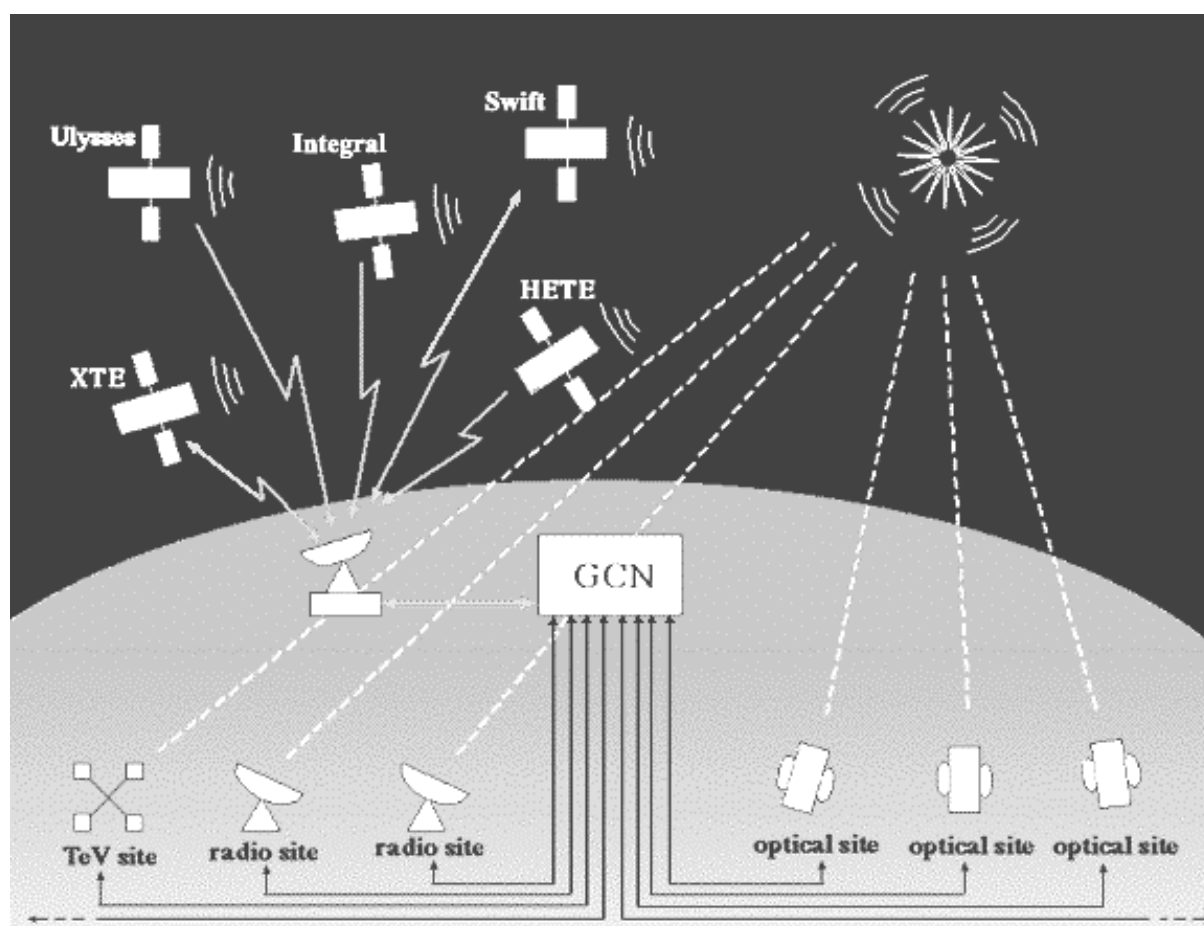 Swift
Ulysses
Integral
HETE
XTE
GCN
TeV site
radio site
radio site
optical site
optical site
optical site